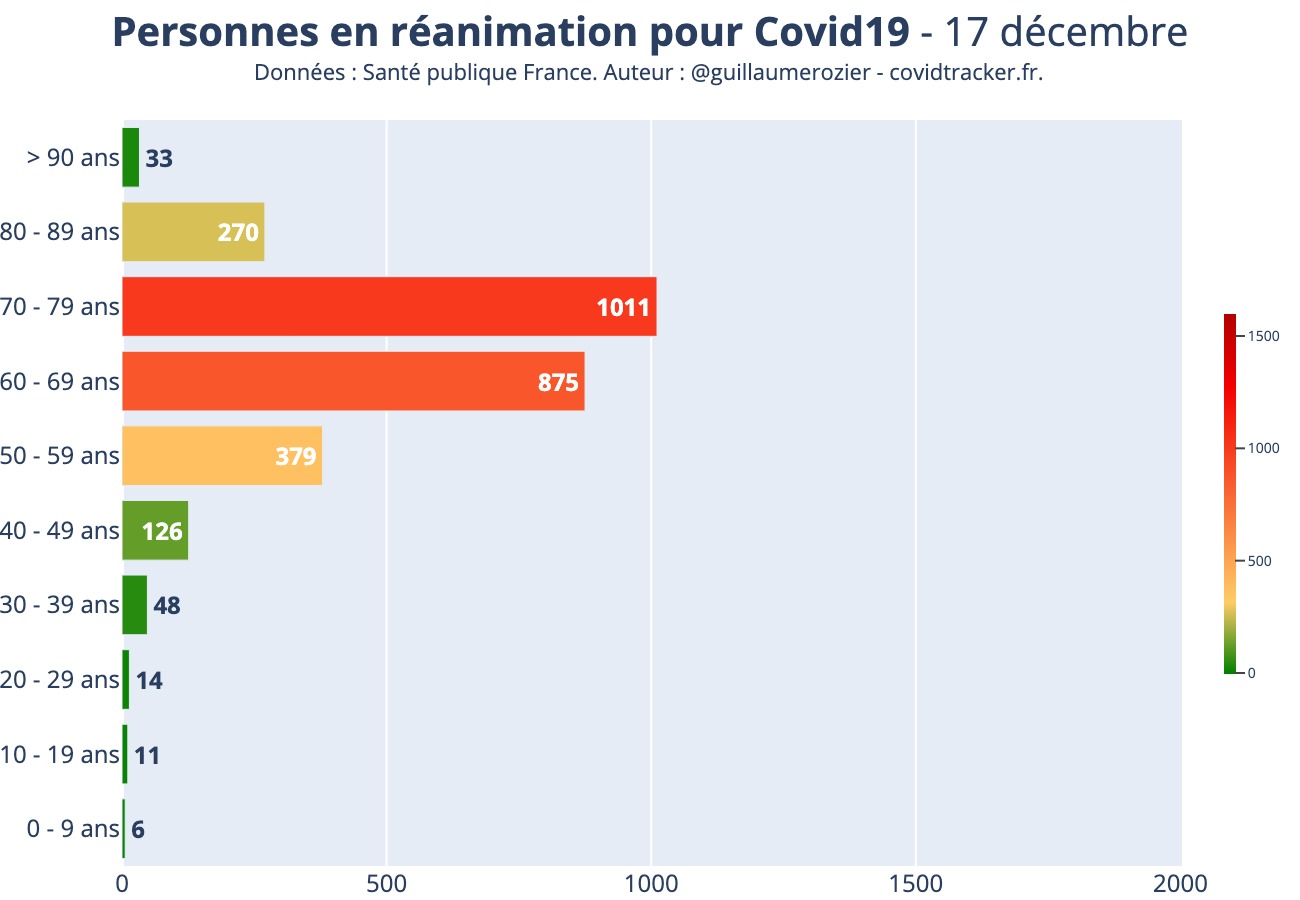 Personnes en réanimation pour Covid19 - 17 décembre
Données : Santé publique France. Auteur : @guillaumerozier - covidtracker.fr.
> 90 ans 33
80 - 89 ans 270
70 - 79 ans 1011
60 - 69 ans 875
50 - 59 ans 379
40 - 49 ans 126
30 - 39 ans 48
20 - 29 ans 14
10 - 19 ans 11
0 - 9 ans 6
0 500 1000 1500 2000
1500
1000
500
0